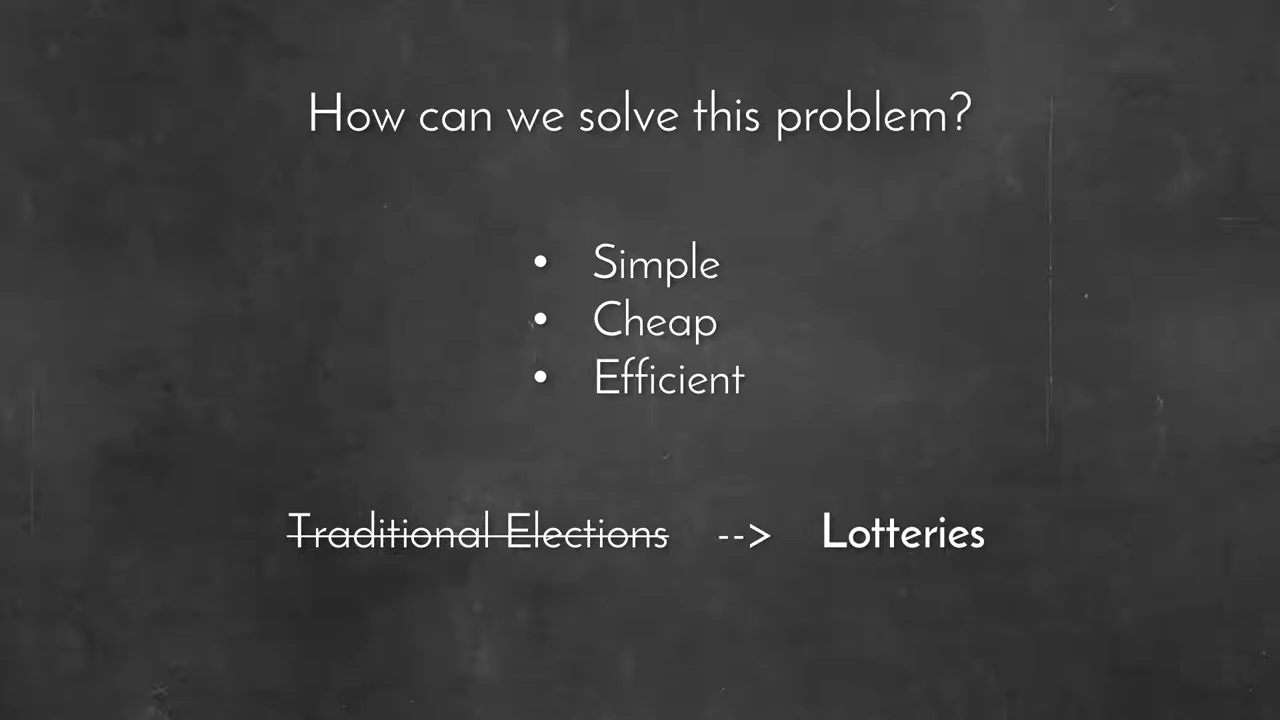 How can we solve this problem?
• Simple
• Cheap
• Efficient
Traditional Elections --> Lotteries